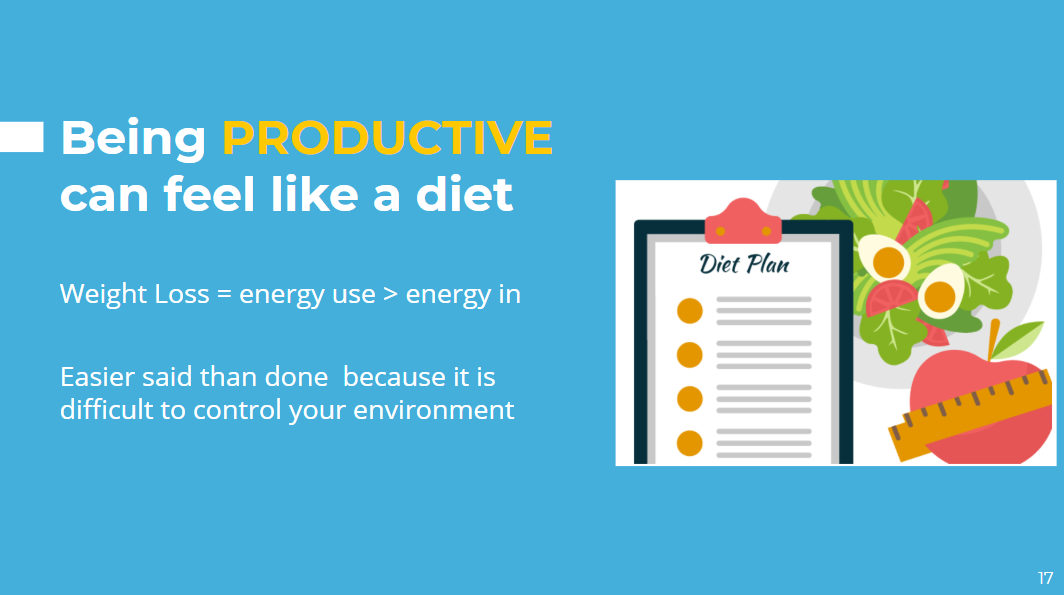 Being PRODUCTIVE
can feel like a diet
Weight Loss = energy use > energy in
Easier said than done  because it is
difficult to control your environment
Diet Plan
17